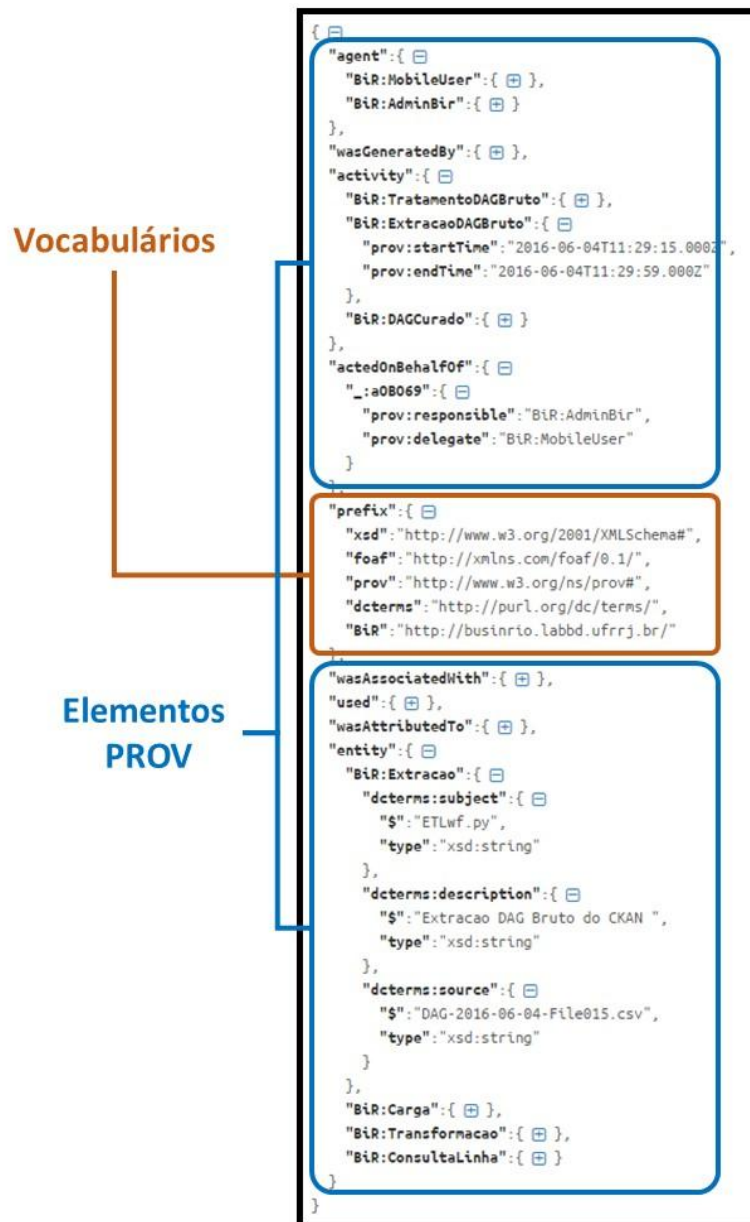 Vocabulários
Elementos
PROV
{
"agent":{
"BiR:MobileUser":{ },
"BiR:AdminBir":{ }
},
"wasGeneratedBy":{ },
"activity":{
"BiR:TratamentoDAGBruto":{ },
"BiR:ExtracaoDAGBruto":{
"prov:startTime":"2016-06-04T11:29:15.000Z",
"prov:endTime":"2016-06-04T11:29:59.000Z"
},
"BiR:DAGCurado":{ }
},
"actedOnBehalfOf":{
"_:aOBO69":{
"prov:responsible":"BiR:AdminBir",
"prov:delegate":"BiR:MobileUser"
}
},
"prefix":{
"xsd":"http://www.w3.org/2001/XMLSchema#",
"foaf":"http://xmlns.com/foaf/0.1/",
"prov":"http://www.w3.org/ns/prov#",
"dcterms":"http://purl.org/dc/terms/",
"BiR":"http://businrio.labbd.ufrrj.br/"
},
"wasAssociatedWith":{ },
"used":{ },
"wasAttributedTo":{ },
"entity":{
"BiR:Extracao":{
"dcterms:subject":{
"$":"ETLwf.py",
"type":"xsd:string"
},
"dcterms:description":{
"$":"Extracao DAG Bruto do CKAN ",
"type":"xsd:string"
},
"dcterms:source":{
"$":"DAG-2016-06-04-File015.csv",
"type":"xsd:string"
}
},
"BiR:Carga":{ },
"BiR:Transformacao":{ },
"BiR:ConsultaLinha":{ }
}
}